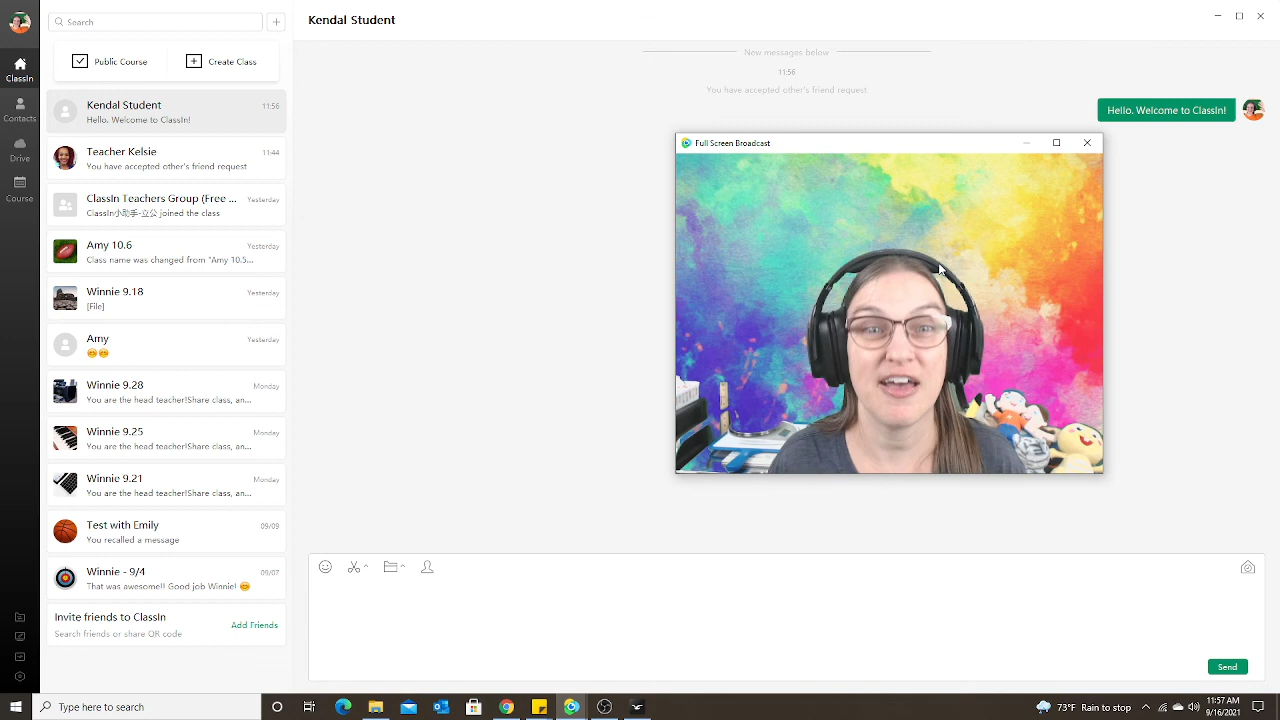 Search
Join Course
Create Class
Kendal Student
11:56
Hello. Welcome to ClassIn!
Teacher Kelsie
11:44
You have accepted other's friend request
ClassIn Teachers Group (Free ...
Yesterday
ClassIn小助手-立公 joined the class
Amy 10.6
Yesterday
Class name was changed from "Amy 10.5...
Winnie 9.18
Yesterday
[File]
Amy
Yesterday
Winnie 9.28
Monday
You are the head teacher!Share class, an...
Winnie 9.25
Monday
You are the head teacher!Share class, an...
Winnie 9.21
Monday
You are the head teacher!Share class, an...
Test with Emily
09/09
You recalled a message
Winnie - 9/4
09/07
That was awesome!! Good job Winnie! 😊
Invite friends to ClassIn
Search friends or share QR code
Add Friends
ClassIn
Contacts
Drive
Course
Kendal Student
New messages below
11:56
You have accepted other's friend request
Hello. Welcome to ClassIn!
Full Screen Broadcast
Send
Type here to search
73°F Rain to stop
11:57 AM
9/16/2021